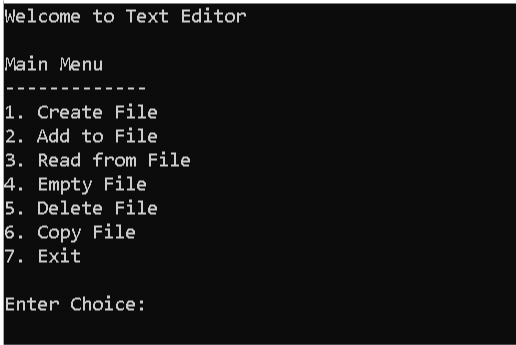 Welcome to Text Editor
Main Menu
-------------
1. Create File
2. Add to File
3. Read from File
4. Empty File
5. Delete File
6. Copy File
7. Exit
Enter Choice: